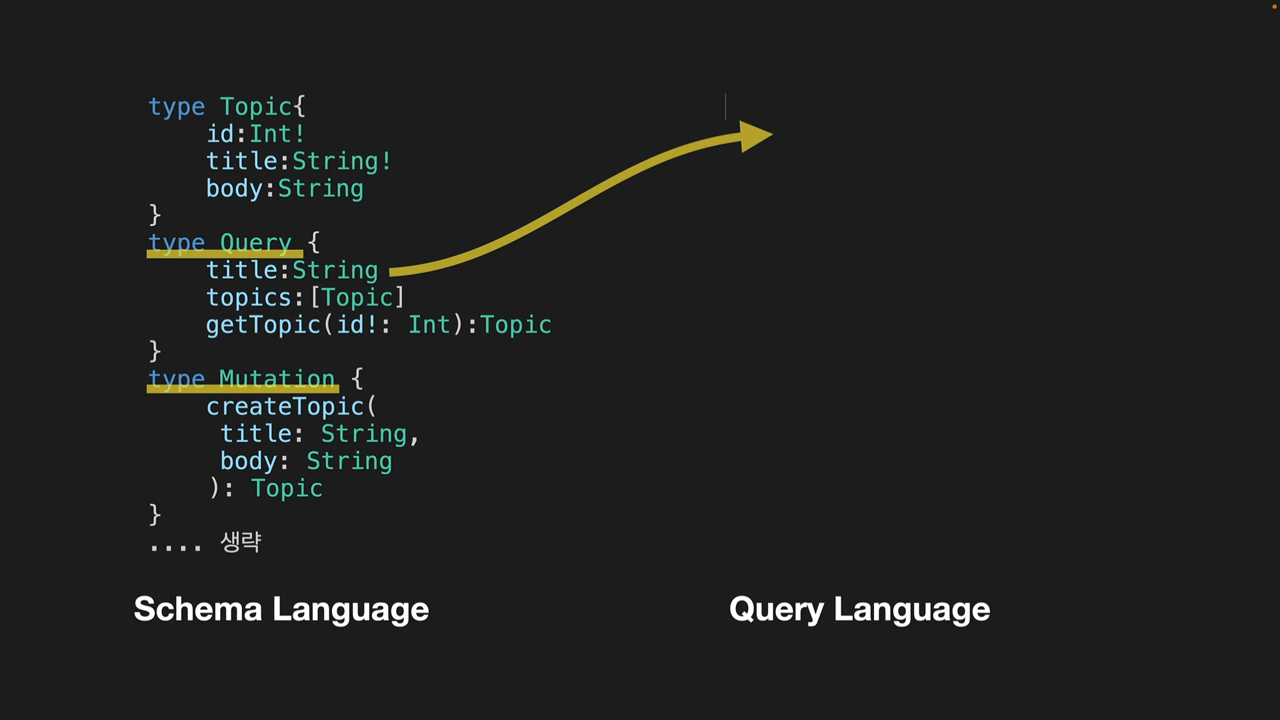 type Topic{
    id:Int!
    title:String!
    body:String
}
type Query {
    title:String
    topics:[Topic]
    getTopic(id!: Int):Topic
}
type Mutation {
    createTopic(
     title: String,
     body: String
    ): Topic
}
.... 생략
Schema Language
Query Language